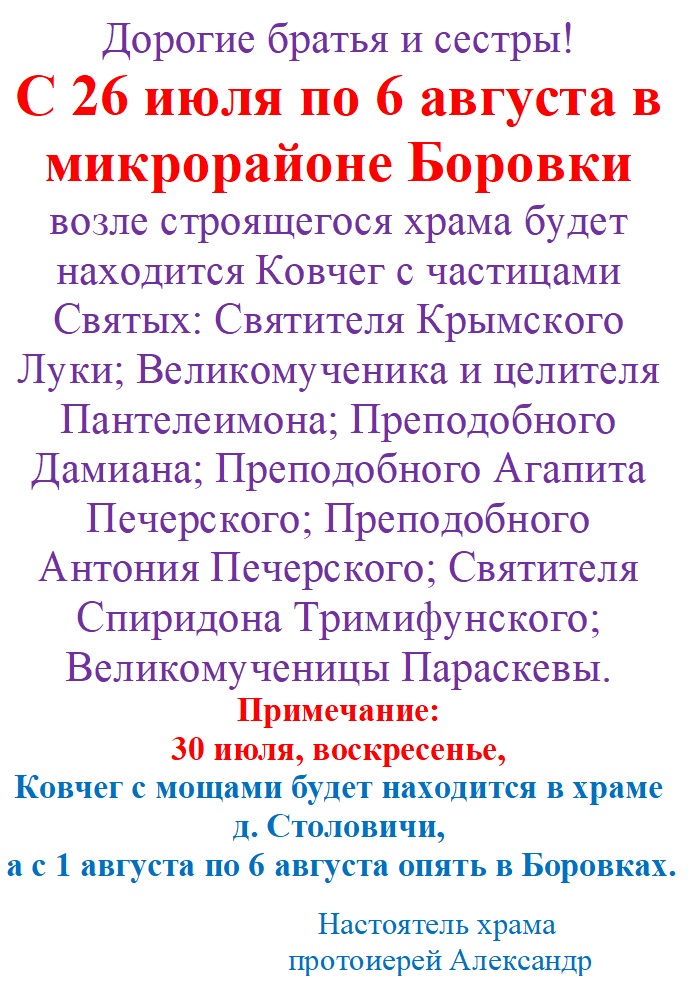 Дорогие братья и сестры!
С 26 июля по 6 августа в
микрорайоне Боровки
возле строящегося храма будет
находится Ковчег с частицами
Святых: Святителя Крымского
Луки; Великомученика и целителя
Пантелеимона; Преподобного
Дамиана; Преподобного Агапита
Печерского; Преподобного
Антония Печерского; Святителя
Спиридона Тримифунского;
Великомученицы Параскевы.
Примечание:
30 июля, воскресенье,
Ковчег с мощами будет находится в храме
д. Столовичи,
а с 1 августа по 6 августа опять в Боровках.
Настоятель храма
протоиерей Александр